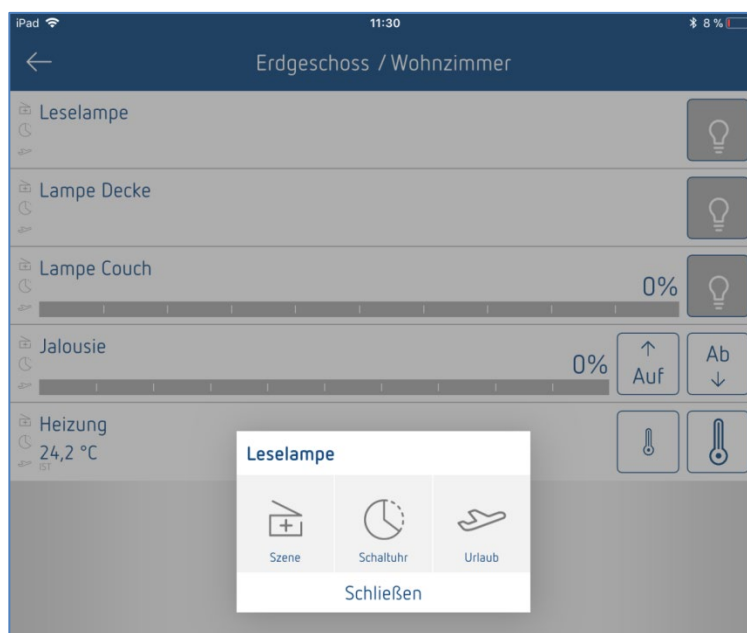 iPad 11:30 8 %
Erdgeschoss / Wohnzimmer
Leselampe
Lampe Decke
Lampe Couch
0%
Jalousie
0%
Auf
Ab
Heizung
24,2 °C
IST
Leselampe
Szene Schaltuhr Urlaub
Schließen